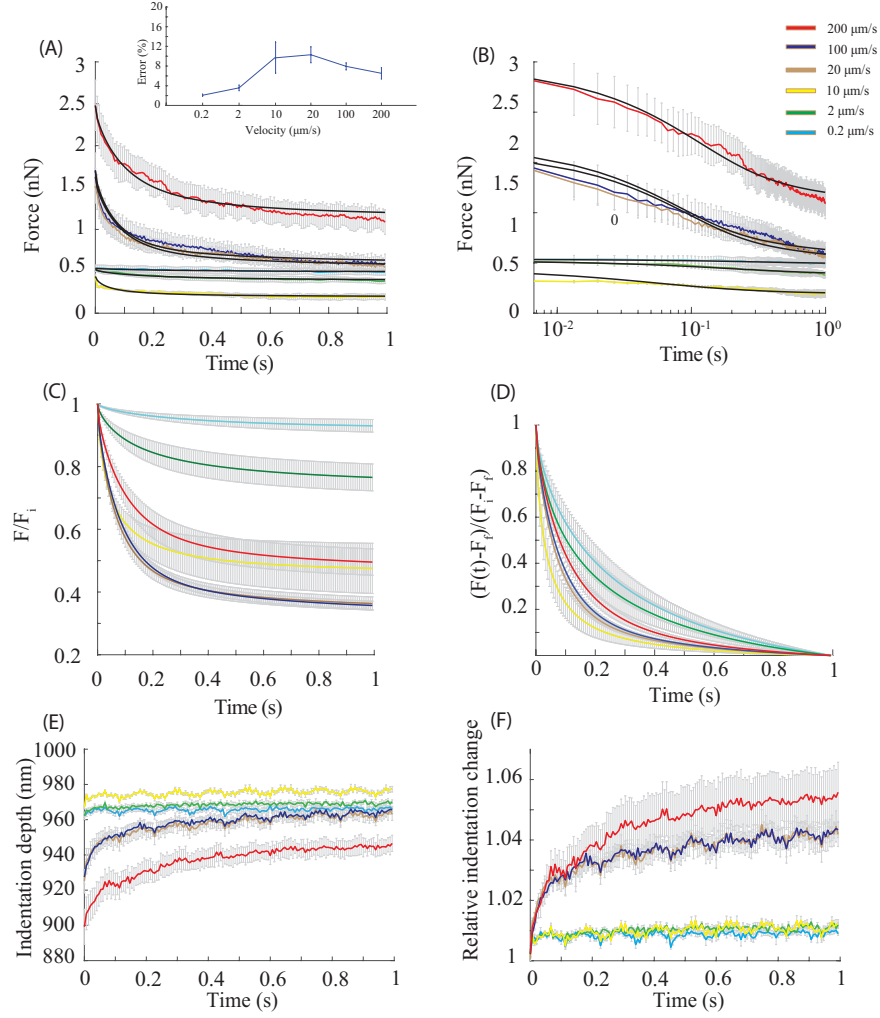 (A)
Error (%)
20
16
12
8
4
0
0.2 2 10 20 100 200
Velocity (μm/s)
Force (nN)
3
2.5
2
1.5
1
0.5
0
0 0.2 0.4 0.6 0.8 1
Time (s)
(B)
200 μm/s
100 μm/s
20 μm/s
10 μm/s
2 μm/s
0.2 μm/s
Force (nN)
3
2.5
2
1.5
1
0.5
0
0
10-2 10-1 100
Time (s)
(C)
F/Fi
1
0.8
0.6
0.4
0.2
0 0.2 0.4 0.6 0.8 1
Time (s)
(D)
(F(t)-Ff)/(Fi-Ff)
1
0.8
0.6
0.4
0.2
0 0.2 0.4 0.6 0.8 1
Time (s)
(E)
Indentation depth (nm)
1000
980
960
940
920
900
880
0 0.2 0.4 0.6 0.8 1
Time (s)
(F)
Relative indentation change
1.06
1.04
1.02
1
0 0.2 0.4 0.6 0.8 1
Time (s)